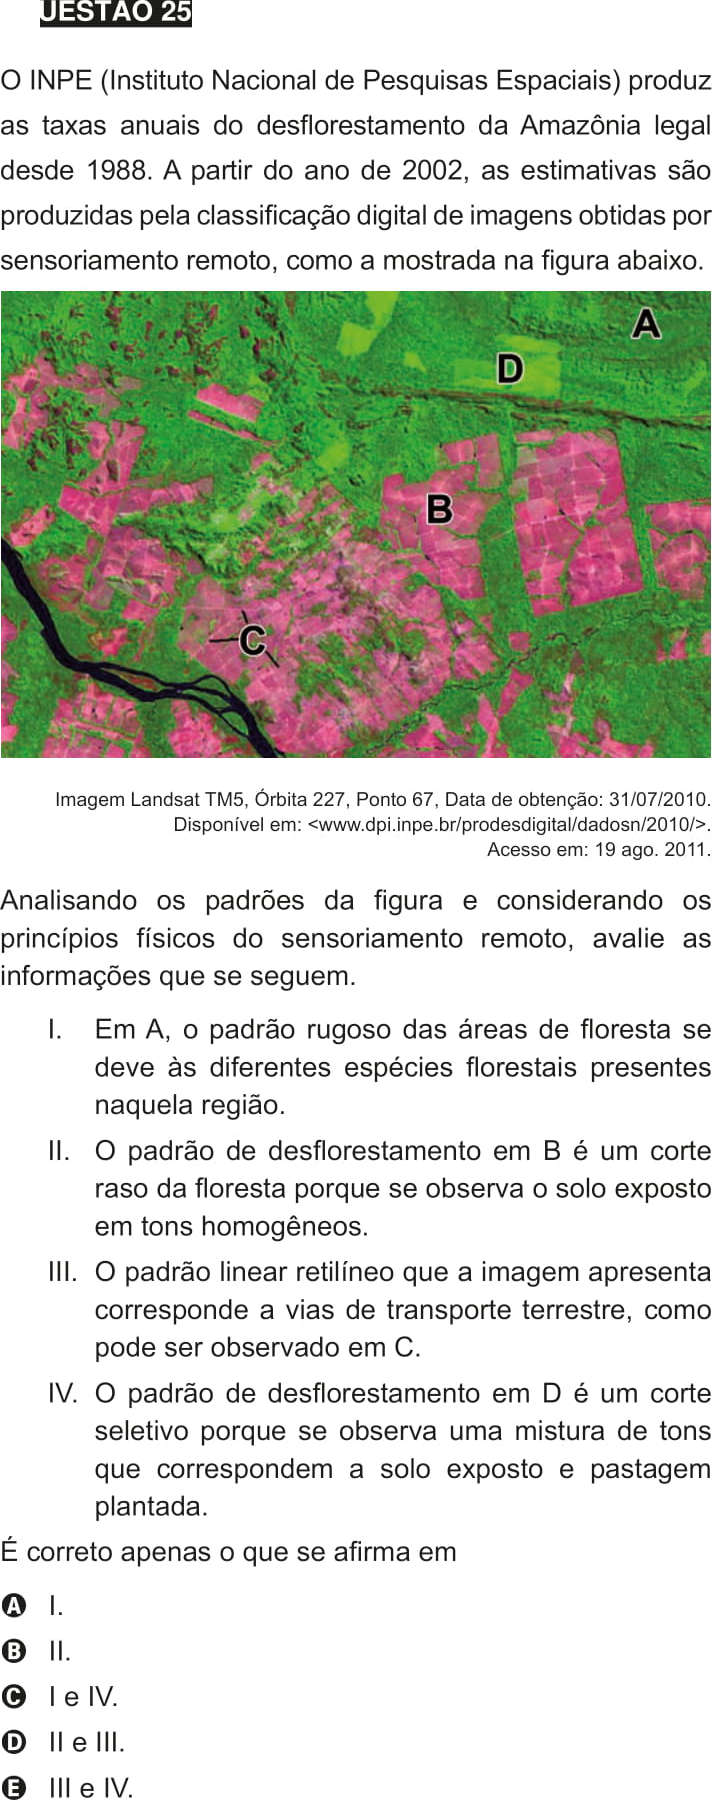 UESTÃO 25
O INPE (Instituto Nacional de Pesquisas Espaciais) produz
as taxas anuais do desflorestamento da Amazônia legal
desde 1988. A partir do ano de 2002, as estimativas são
produzidas pela classificação digital de imagens obtidas por
sensoriamento remoto, como a mostrada na figura abaixo.
A
D
B
C
Imagem Landsat TM5, Órbita 227, Ponto 67, Data de obtenção: 31/07/2010.
Disponível em: <www.dpi.inpe.br/prodesdigital/dadosn/2010/>.
Acesso em: 19 ago. 2011.
Analisando os padrões da figura e considerando os
princípios físicos do sensoriamento remoto, avalie as
informações que se seguem.
I. Em A, o padrão rugoso das áreas de floresta se
deve às diferentes espécies florestais presentes
naquela região.
II. O padrão de desflorestamento em B é um corte
raso da floresta porque se observa o solo exposto
em tons homogêneos.
III. O padrão linear retilíneo que a imagem apresenta
corresponde a vias de transporte terrestre, como
pode ser observado em C.
IV. O padrão de desflorestamento em D é um corte
seletivo porque se observa uma mistura de tons
que correspondem a solo exposto e pastagem
plantada.
É correto apenas o que se afirma em
A I.
B II.
C I e IV.
D II e III.
E III e IV.